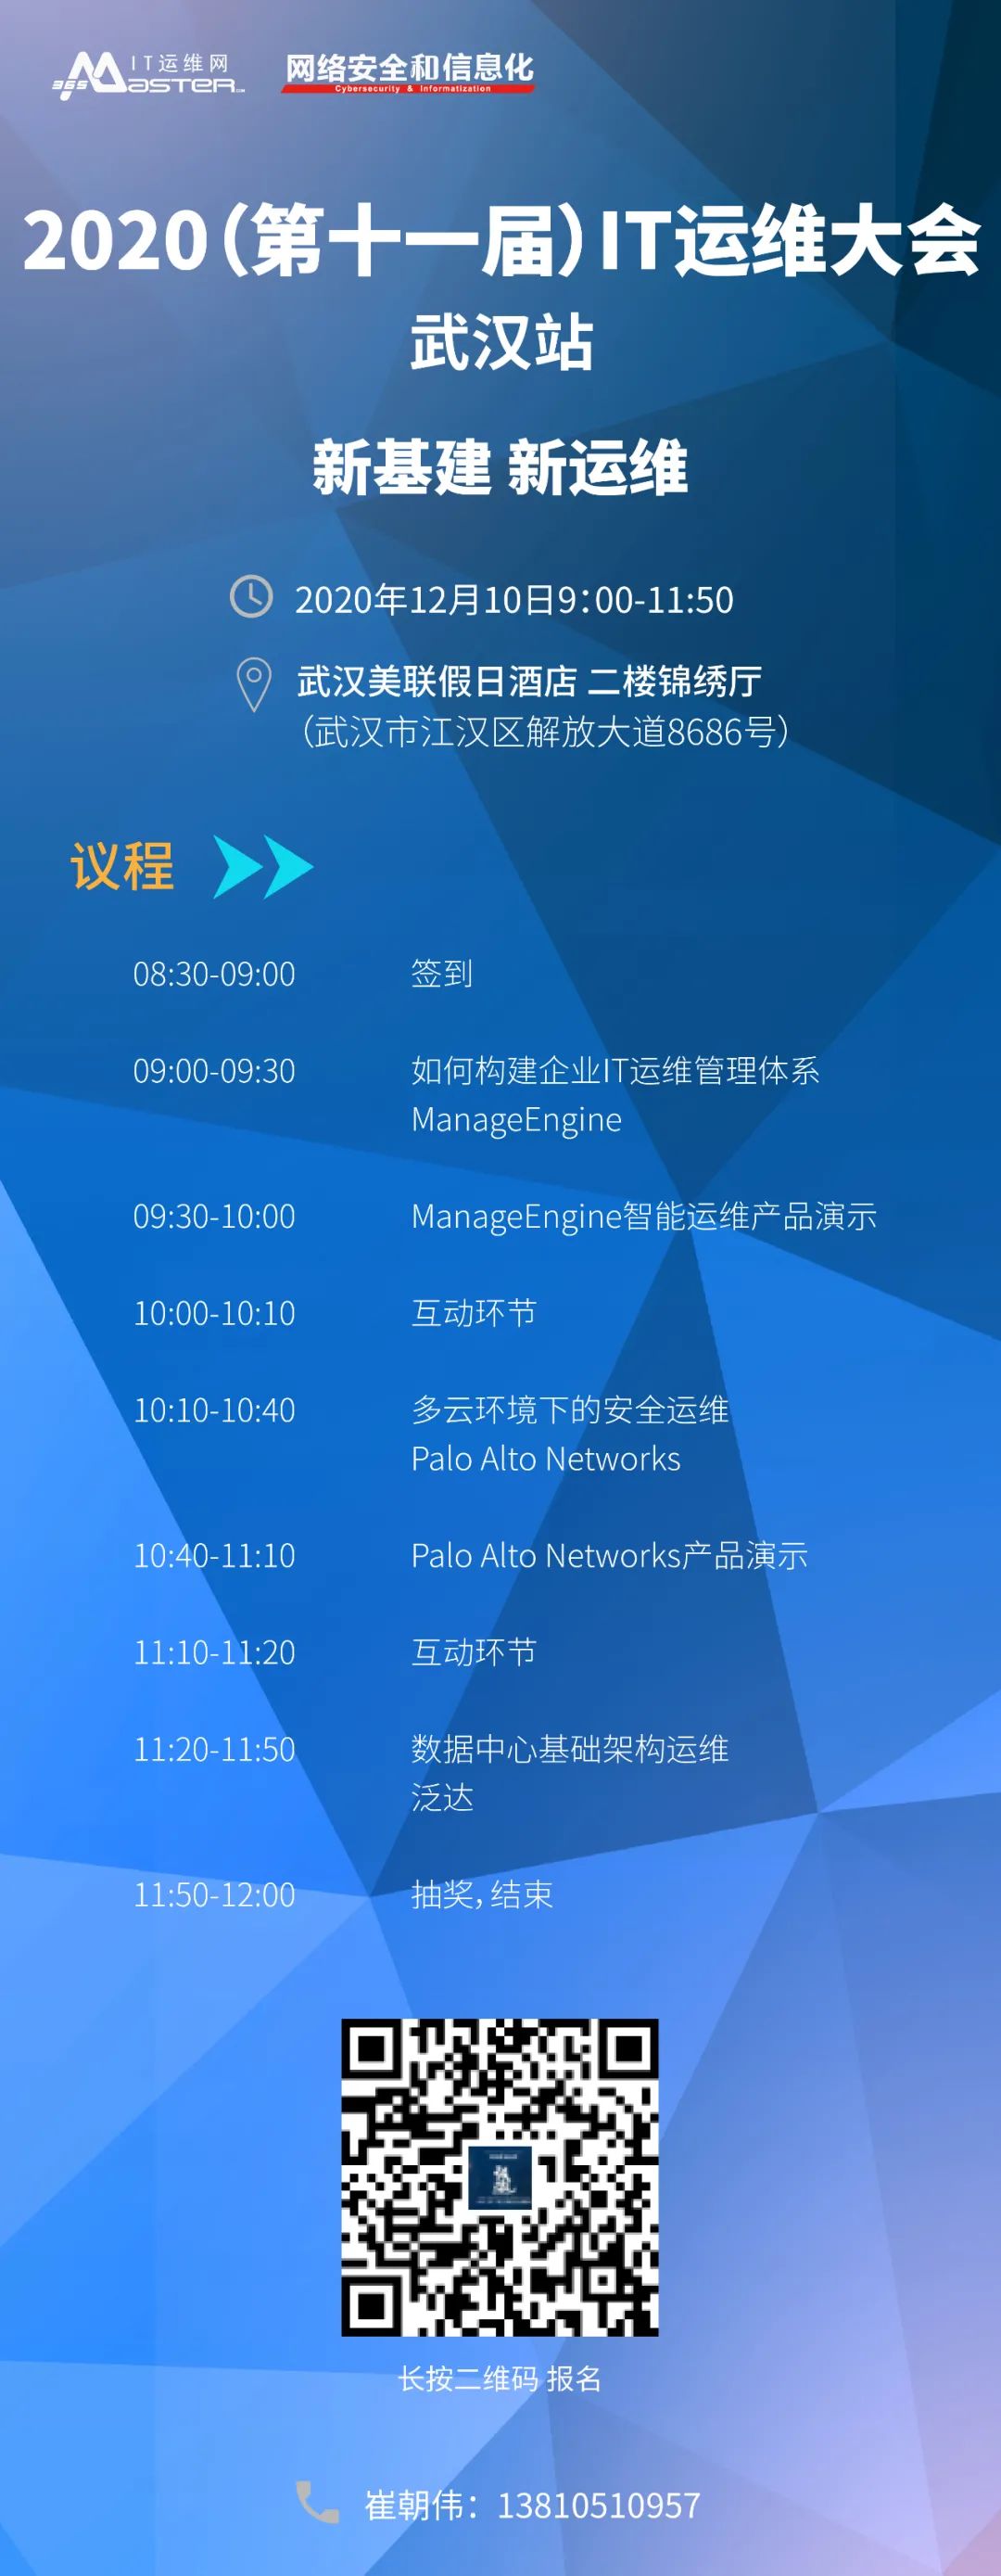 IT运维网
365Master.com
网络安全和信息化
Cybersecurity & Informatization
2020(第十一届)IT运维大会
武汉站
新基建 新运维
2020年12月10日9:00-11:50
武汉美联假日酒店 二楼锦绣厅
(武汉市江汉区解放大道8686号)
议程
08:30-09:00 签到
09:00-09:30 如何构建企业IT运维管理体系
ManageEngine
09:30-10:00 ManageEngine智能运维产品演示
10:00-10:10 互动环节
10:10-10:40 多云环境下的安全运维
Palo Alto Networks
10:40-11:10 Palo Alto Networks产品演示
11:10-11:20 互动环节
11:20-11:50 数据中心基础架构运维
泛达
11:50-12:00 抽奖,结束
长按二维码 报名
崔朝伟：13810510957